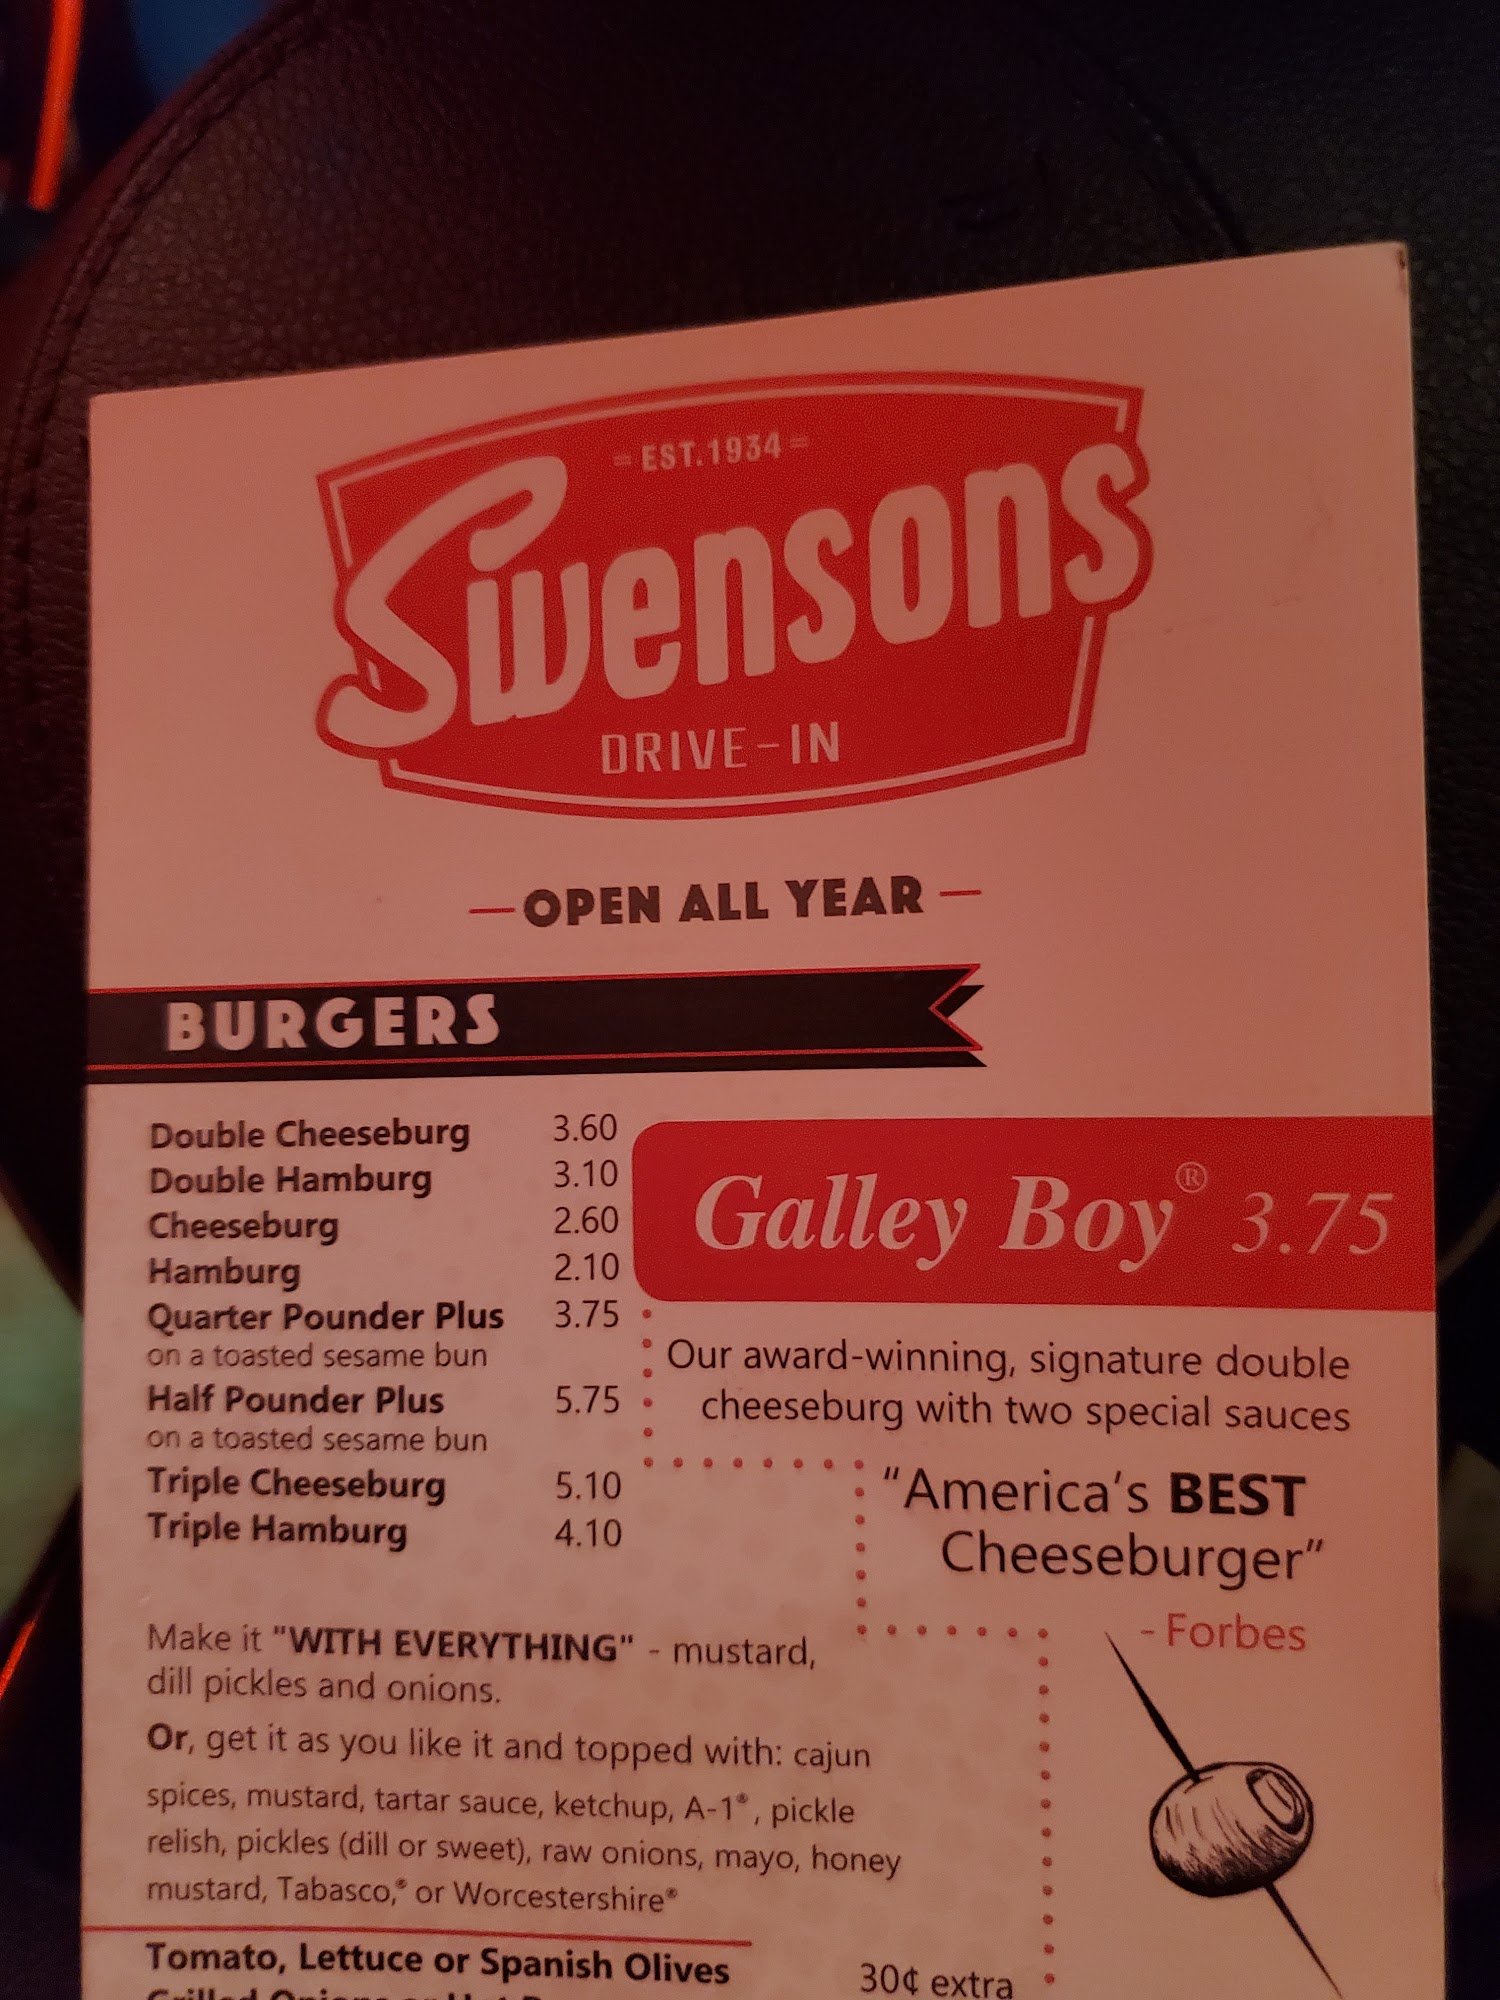 EST.1934
Swensons
DRIVE-IN
OPEN ALL YEAR
BURGERS
Double Cheeseburg 3.60
Double Hamburg 3.10
Cheeseburg 2.60
Hamburg 2.10
Quarter Pounder Plus 3.75
on a toasted sesame bun
Half Pounder Plus 5.75
on a toasted sesame bun
Triple Cheeseburg 5.10
Triple Hamburg 4.10
Galley Boy® 3.75
Our award-winning, signature double
cheeseburg with two special sauces
"America's BEST
Cheeseburger"
- Forbes
Make it "WITH EVERYTHING" - mustard,
dill pickles and onions.
Or, get it as you like it and topped with: cajun
spices, mustard, tartar sauce, ketchup, A-1®, pickle
relish, pickles (dill or sweet), raw onions, mayo, honey
mustard, Tabasco,® or Worcestershire®
Tomato, Lettuce or Spanish Olives 30¢ extra
Grilled Onions or Hot